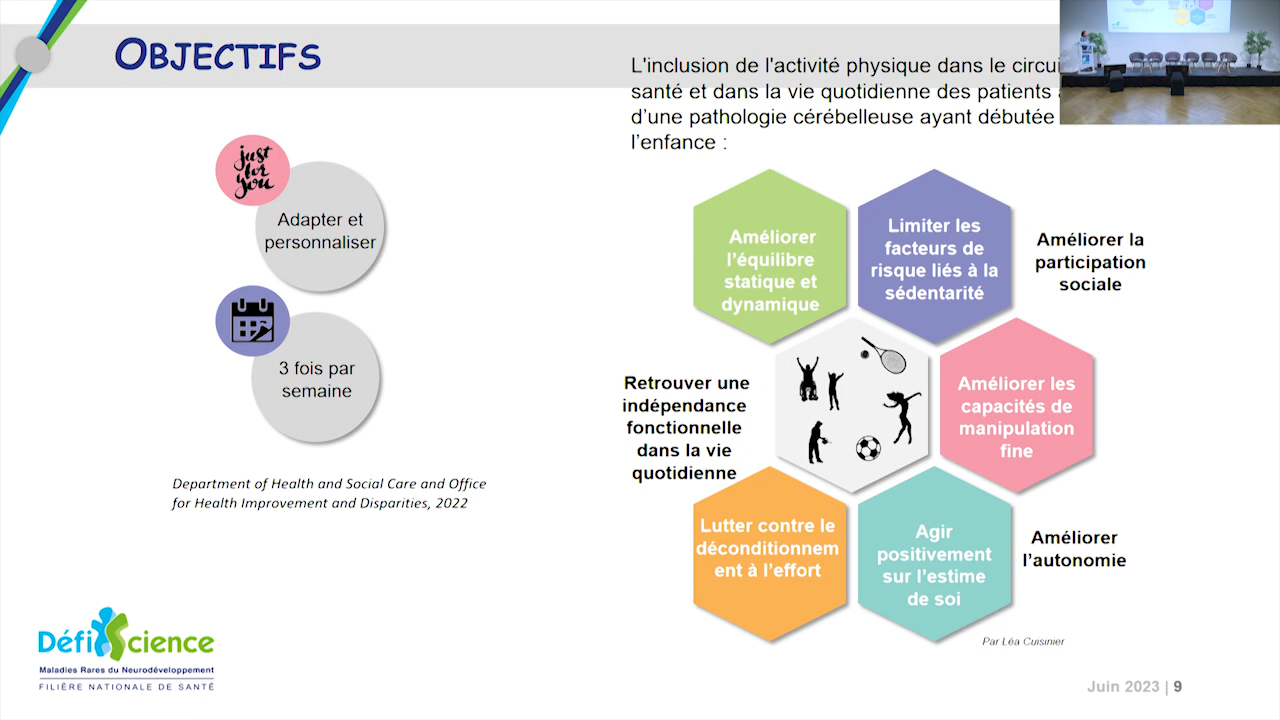 OBJECTIFS
L'inclusion de l'activité physique dans le circui
santé et dans la vie quotidienne des patients
d'une pathologie cérébelleuse ayant débutée
l'enfance :
just
for
you
Adapter et
personnaliser
3 fois par
semaine
Department of Health and Social Care and Office
for Health Improvement and Disparities, 2022
Améliorer
l'équilibre
statique et
dynamique
Limiter les
facteurs de
risque liés à la
sédentarité
Améliorer la
participation
sociale
Retrouver une
indépendance
fonctionnelle
dans la vie
quotidienne
Améliorer les
capacités de
manipulation
fine
Lutter contre le
déconditionnem
ent à l'effort
Agir
positivement
sur l'estime
de soi
Améliorer
l'autonomie
Par Léa Cuisinier
DéfiScience
Maladies Rares du Neurodéveloppement
FILIÈRE NATIONALE DE SANTÉ
Juin 2023 | 9